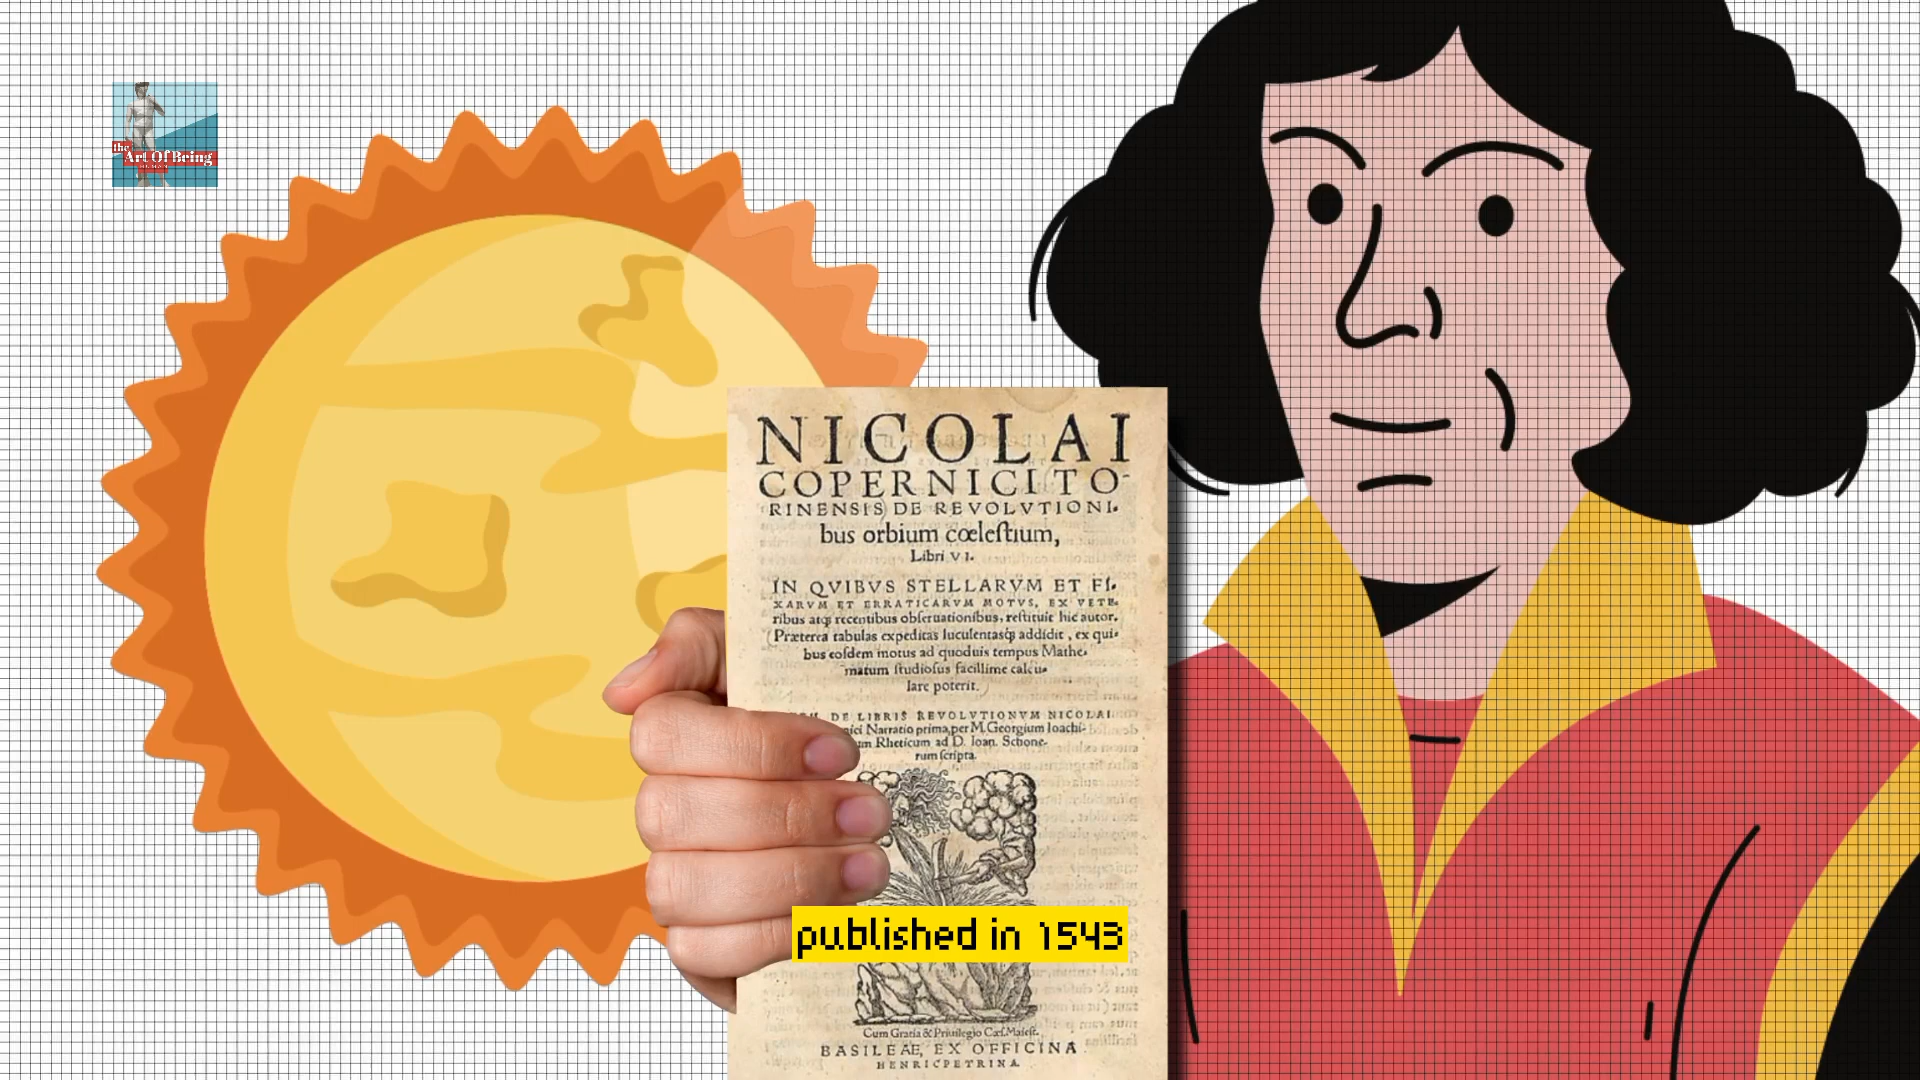 the
Art Of Being
HUMAN
NICOLAI
COPERNICI TO-
RINENSIS DE REVOLVTIONI-
bus orbium cœleſtium,
Libri VI.
IN QVIBVS STELLARVM ET FI-
XARVM ET ERRATICARVM MOTVS, EX VETE-
ribus atq; recentibus obſeruationibus, reſtituit hic autor.
Præterea tabulas expeditas luculentasq; addidit, ex qui-
bus eoſdem motus ad quoduis tempus Mathe-
matum ſtudioſus facillime calcu-
lare poterit.
DE LIBRIS REVOLVTIONVM NICOLAI
Narratio prima, per M. Georgium Ioachi-
Rheticum ad D. Ioan. Schone-
rum ſcripta.
published in 1543
Cum Gratia & Priuilegio Cæſ. Maieſt.
BASILEAE, EX OFFICINA
HENRICPETRINA.